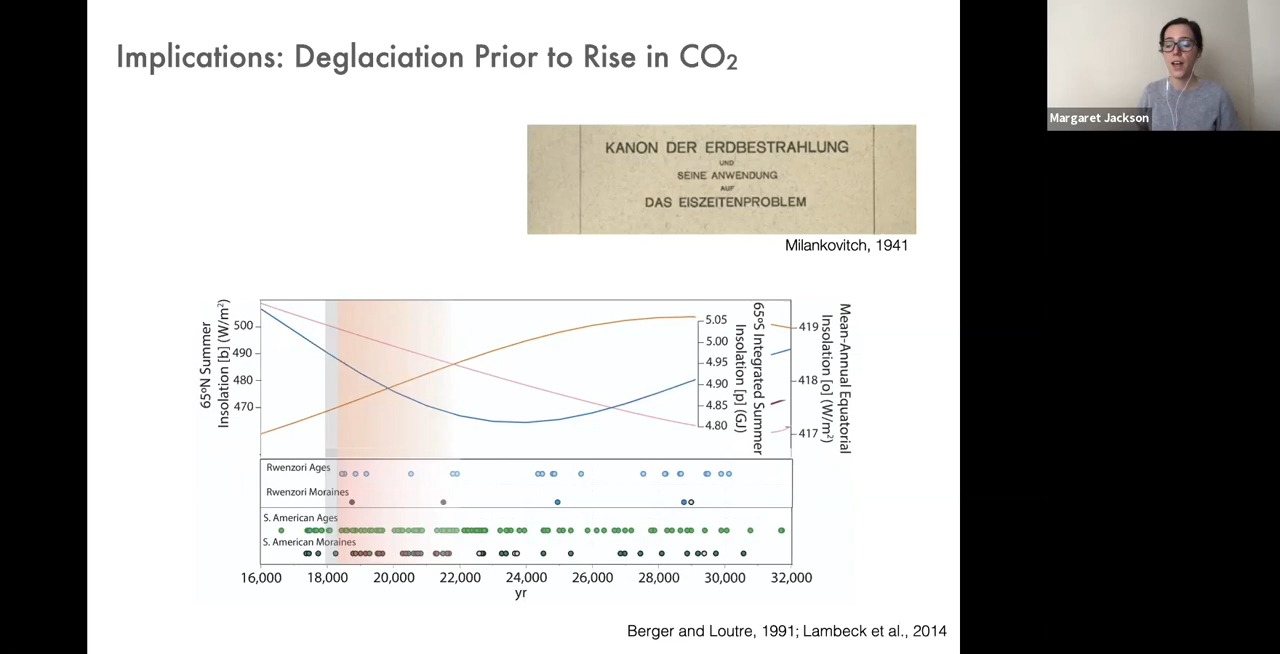 Implications: Deglaciation Prior to Rise in CO₂
Margaret Jackson
KANON DER ERDBESTRAHLUNG
UND
SEINE ANWENDUNG
AUF
DAS EISZEITENPROBLEM
Milankovitch, 1941
65ºN Summer
Insolation [b] (W/m²)
500
490
480
470
5.05
5.00
4.95
4.90
4.85
4.80
65ºS Integrated Summer
Insolation [p] (GJ)
419
418
417
Mean-Annual Equatorial
Insolation [o] (W/m²)
Rwenzori Ages
Rwenzori Moraines
S. American Ages
S. American Moraines
16,000 18,000 20,000 22,000 24,000 26,000 28,000 30,000 32,000
yr
Berger and Loutre, 1991; Lambeck et al., 2014